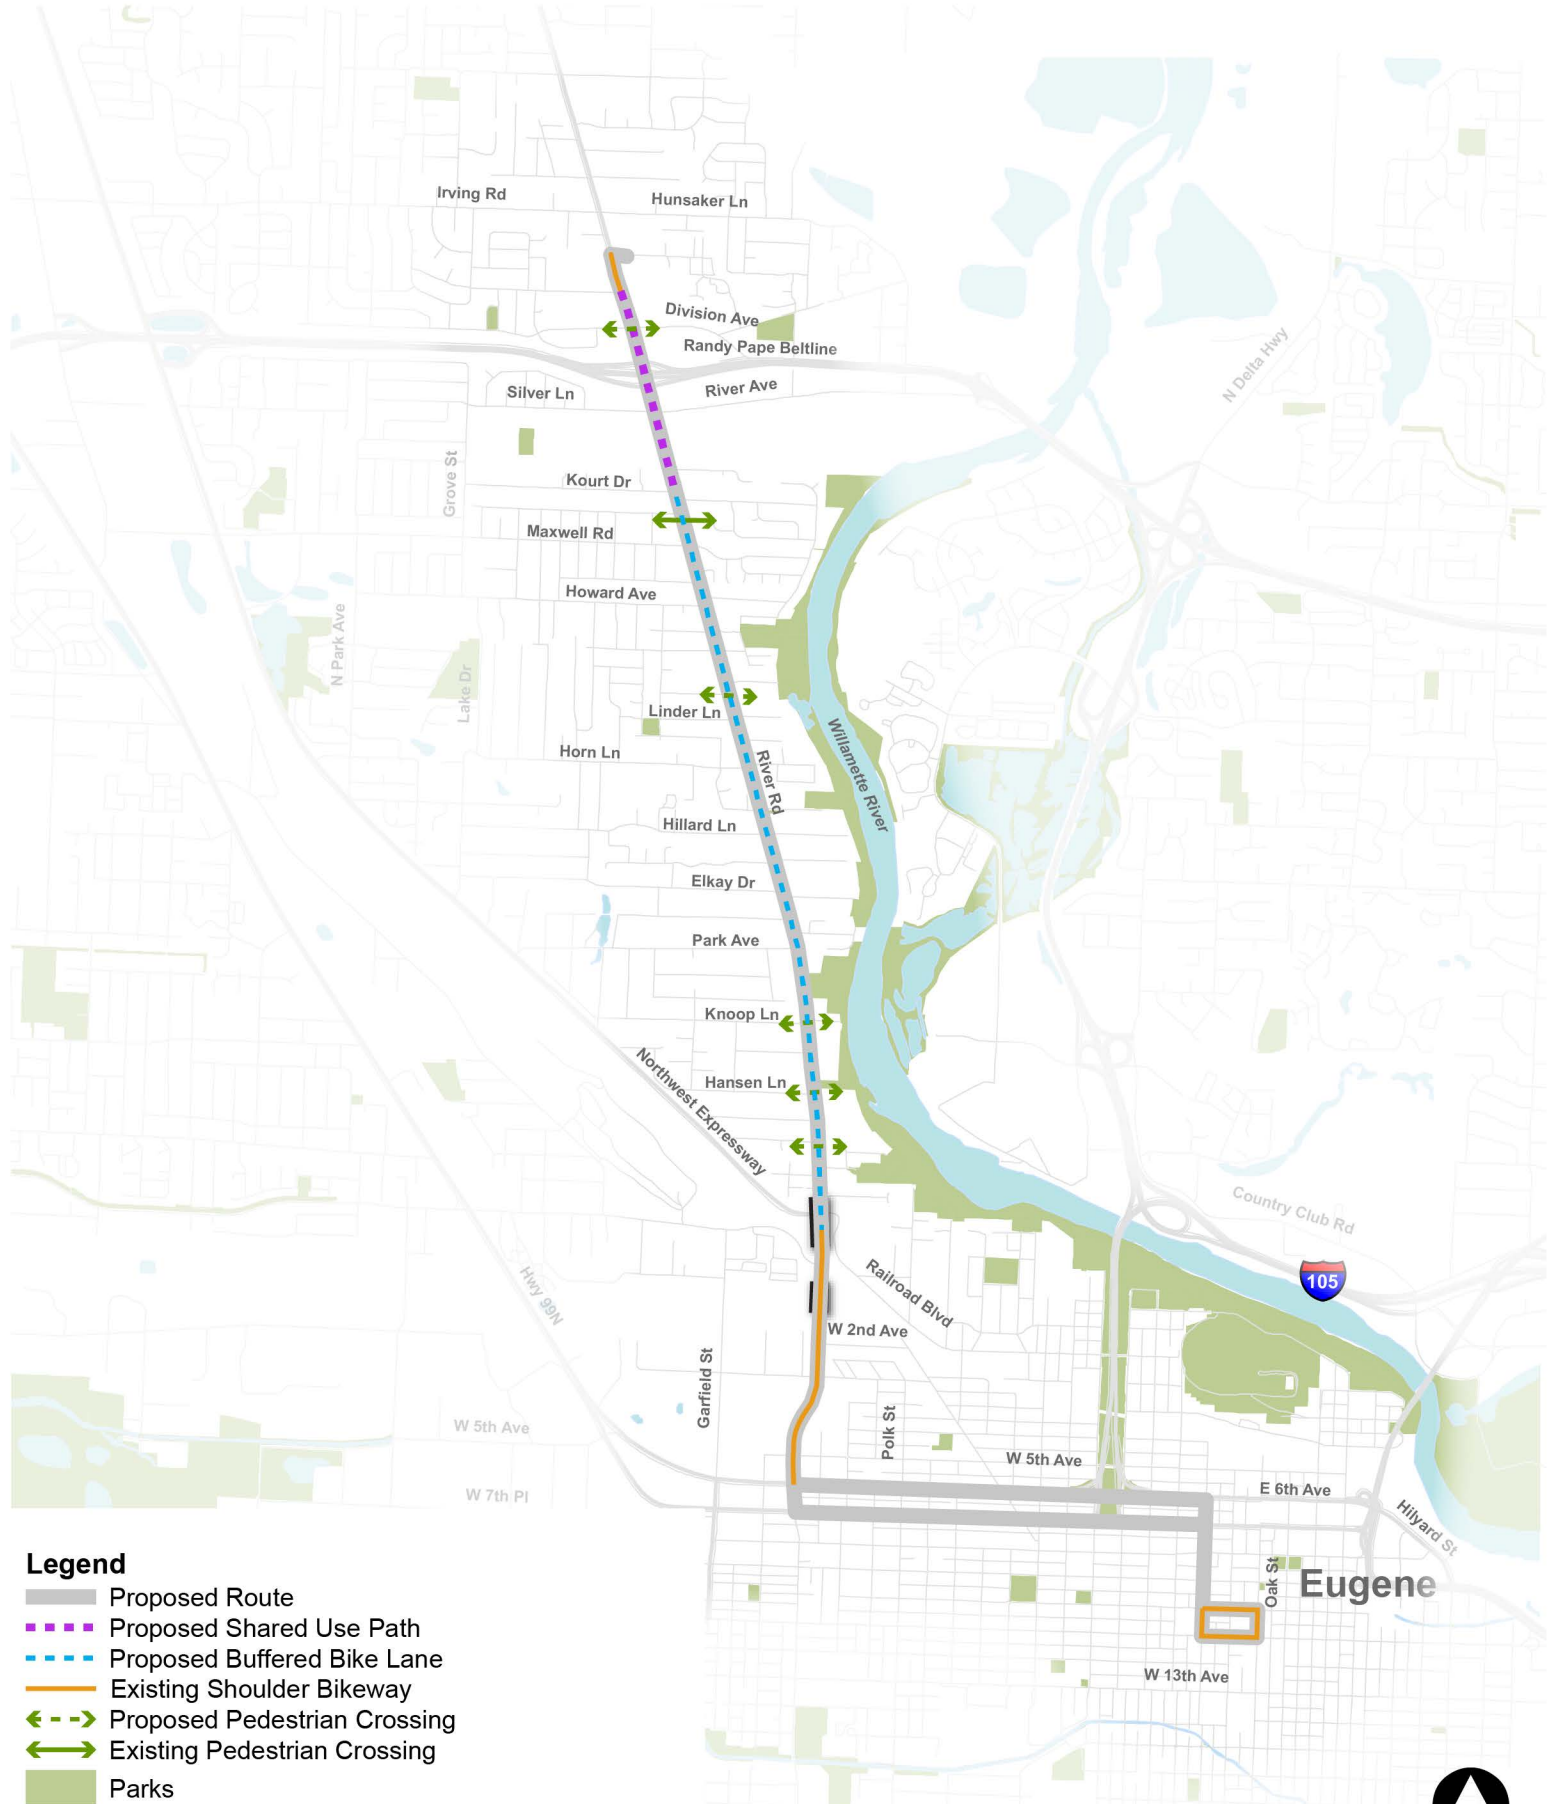 Irving Rd
Hunsaker Ln
Division Ave
Randy Pape Beltline
River Ave
Silver Ln
N Delta Hwy
Grove St
Kourt Dr
Maxwell Rd
Howard Ave
N Park Ave
Lake Dr
Linder Ln
Horn Ln
River Rd
Willamette River
Hillard Ln
Elkay Dr
Park Ave
Knoop Ln
Northwest Expressway
Hansen Ln
Country Club Rd
Hwy 99N
Railroad Blvd
105
W 2nd Ave
Garfield St
Polk St
W 5th Ave
W 5th Ave
W 7th Pl
E 6th Ave
Hilyard St
Oak St
Eugene
W 13th Ave
Legend
Proposed Route
Proposed Shared Use Path
Proposed Buffered Bike Lane
Existing Shoulder Bikeway
Proposed Pedestrian Crossing
Existing Pedestrian Crossing
Parks